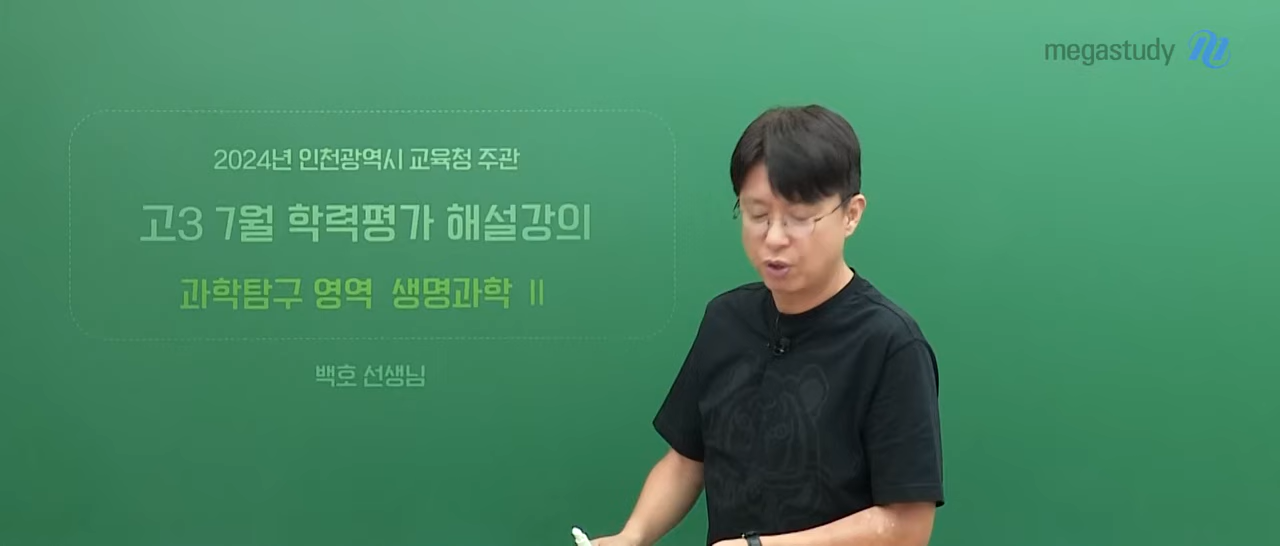 megastudy
2024년 인천광역시 교육청 주관
고3 7월 학력평가 해설강의
과학탐구 영역 생명과학 II
백호 선생님